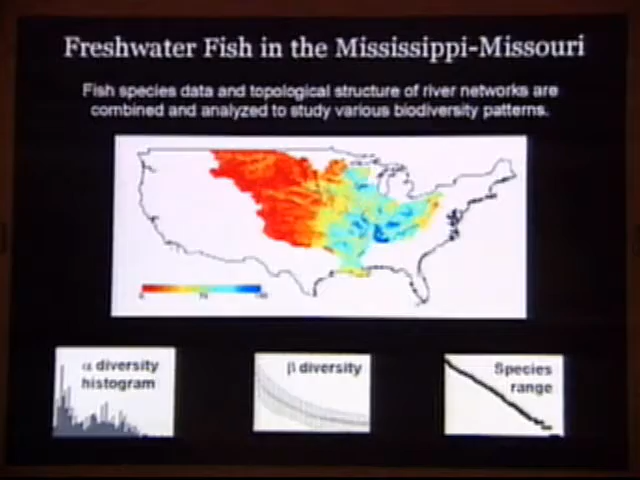 Freshwater Fish in the Mississippi-Missouri
Fish species data and topological structure of river networks are
combined and analyzed to study various biodiversity patterns.
α diversity
histogram
β diversity
Species
range